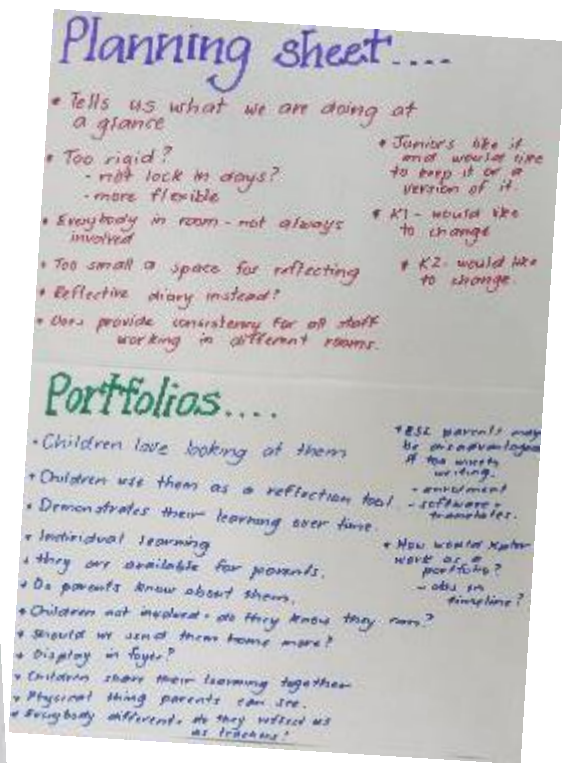 Planning sheet....
• Tells us what we are doing at
a glance
• Too rigid?
- not lock in days?
- more flexible
• Everybody in room - not always
involved
• Too small a space for reflecting
• Reflective diary instead?
• Does provide consistency for all staff
working in different rooms.
• Juniors like it
and would like
to keep it or a
version of it.
• K1 - would like
to change
• K2 - would like
to change
Portfolios....
• Children love looking at them
• Children use them as a reflection tool.
• Demonstrates their learning over time.
• Individual learning
• they are available for parents.
• Do parents know about them.
• Children not involved - do they know they can?
• Should we send them home more?
• Display in foyer?
• Children share their learning together
• Physical thing parents can see.
• Everybody different - do they reflect us
as teachers?
• ESL parents may
be disadvantaged
if too much
writing.
- enrolment
- software -
translates.
• How would Xplor
work as a
portfolio?
- obs on
timeline?